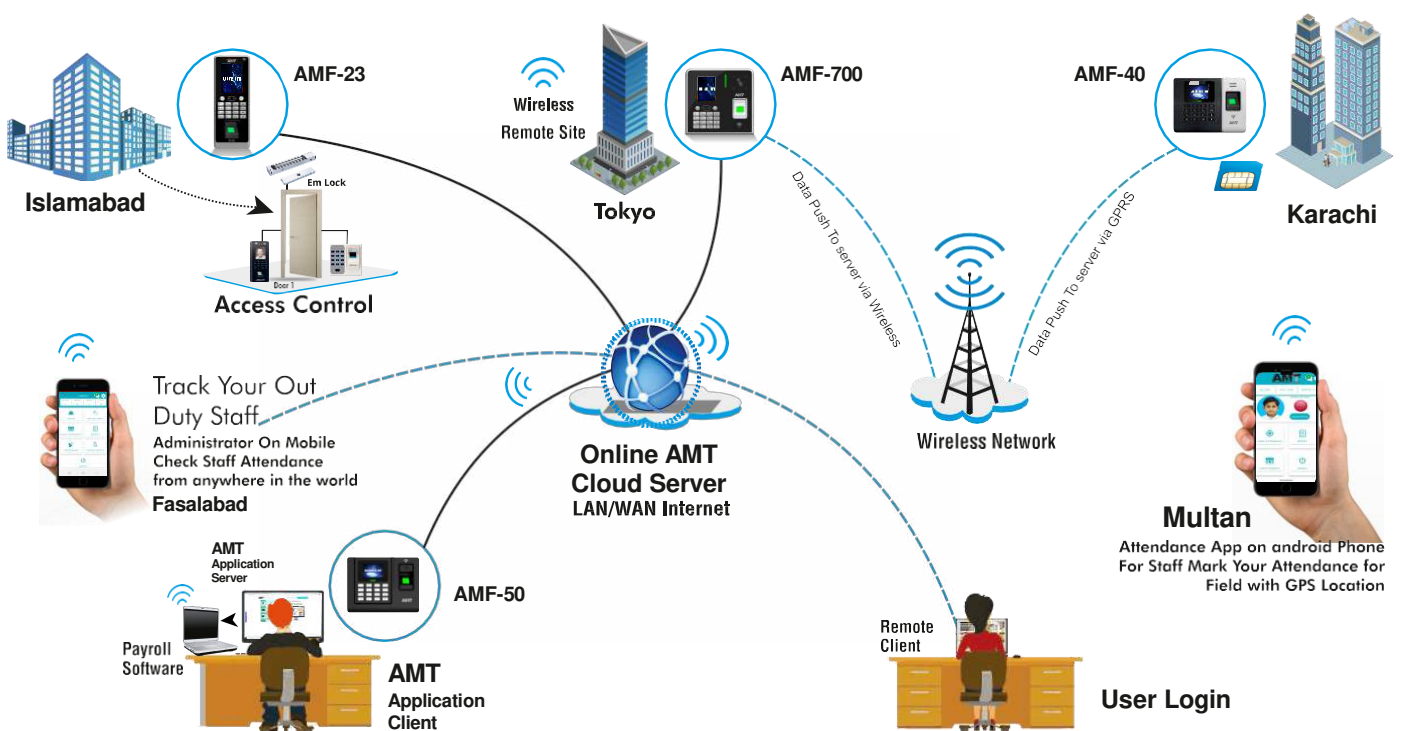 AMF-23
Islamabad
Em Lock
Door 1
Access Control
Wireless
Remote Site
Tokyo
AMF-700
AMF-40
Karachi
Data Push To server via Wireless
Data Push To server via GPRS
Wireless Network
Track Your Out
Duty Staff
Administrator On Mobile
Check Staff Attendance
from anywhere in the world
Fasalabad
Online AMT
Cloud Server
LAN/WAN Internet
AMT
Multan
Attendance App on android Phone
For Staff Mark Your Attendance for
Field with GPS Location
AMT
Application
Server
Payroll
Software
AMF-50
AMT
Application
Client
Remote
Client
User Login